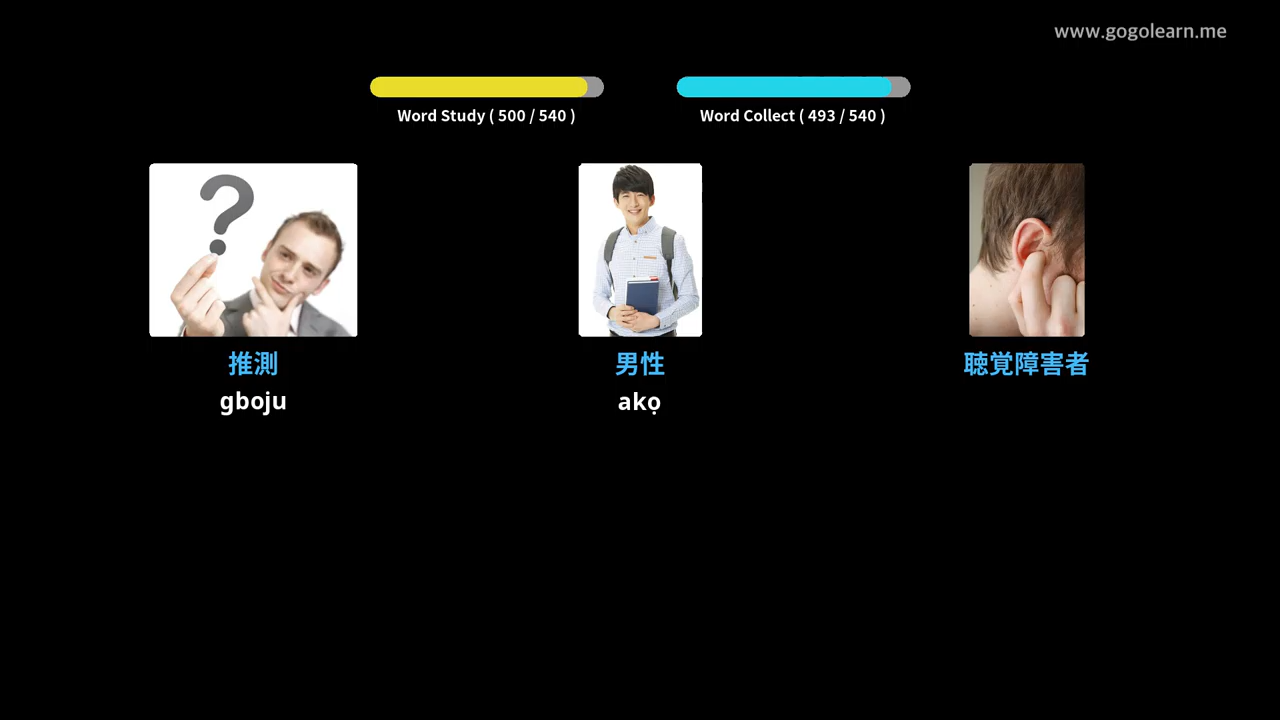 www.gogolearn.me
Word Study ( 500 / 540 )
Word Collect ( 493 / 540 )
推測
男性
聴覚障害者
gboju
akọ